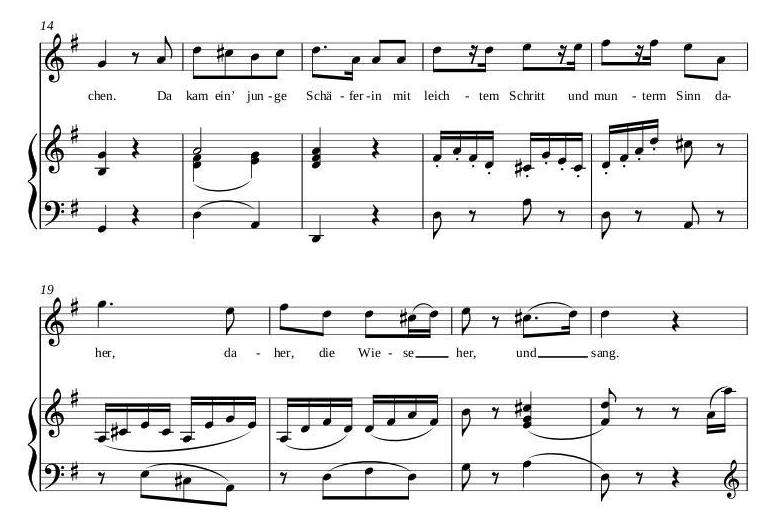 14
chen. Da kam ein' jun - ge Schä - fer - in mit leich - tem Schritt und mun - term Sinn da-
19
her, da - her, die Wie - se her, und sang.